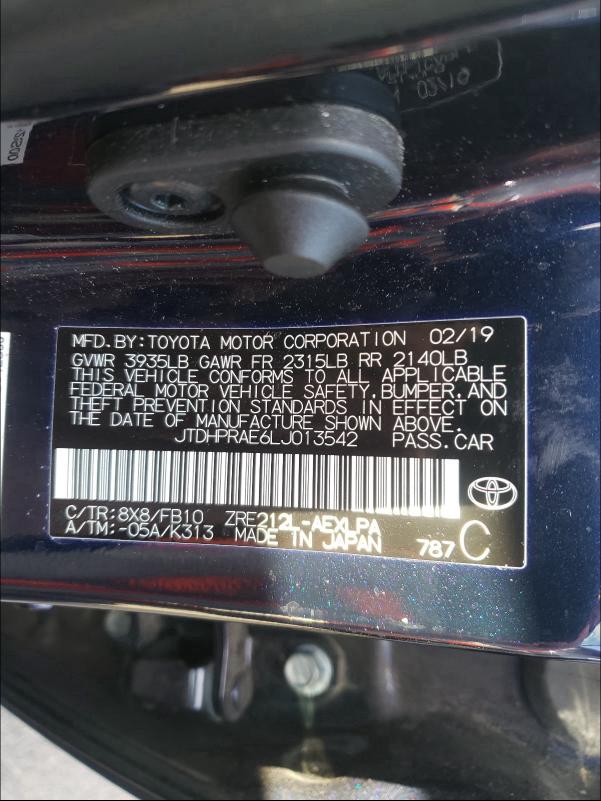 02/19
MFD.BY:TOYOTA MOTOR CORPORATION 02/19
GVWR 3935LB GAWR FR 2315LB RR 2140LB
THIS VEHICLE CONFORMS TO ALL APPLICABLE
FEDERAL MOTOR VEHICLE SAFETY,BUMPER,AND
THEFT PREVENTION STANDARDS IN EFFECT ON
THE DATE OF MANUFACTURE SHOWN ABOVE.
JTDHPRAE6LJ013542 PASS.CAR
C/TR:8X8/FB10 ZRE212L-AEXLPA
A/TM:-05A/K313 MADE IN JAPAN 787 C